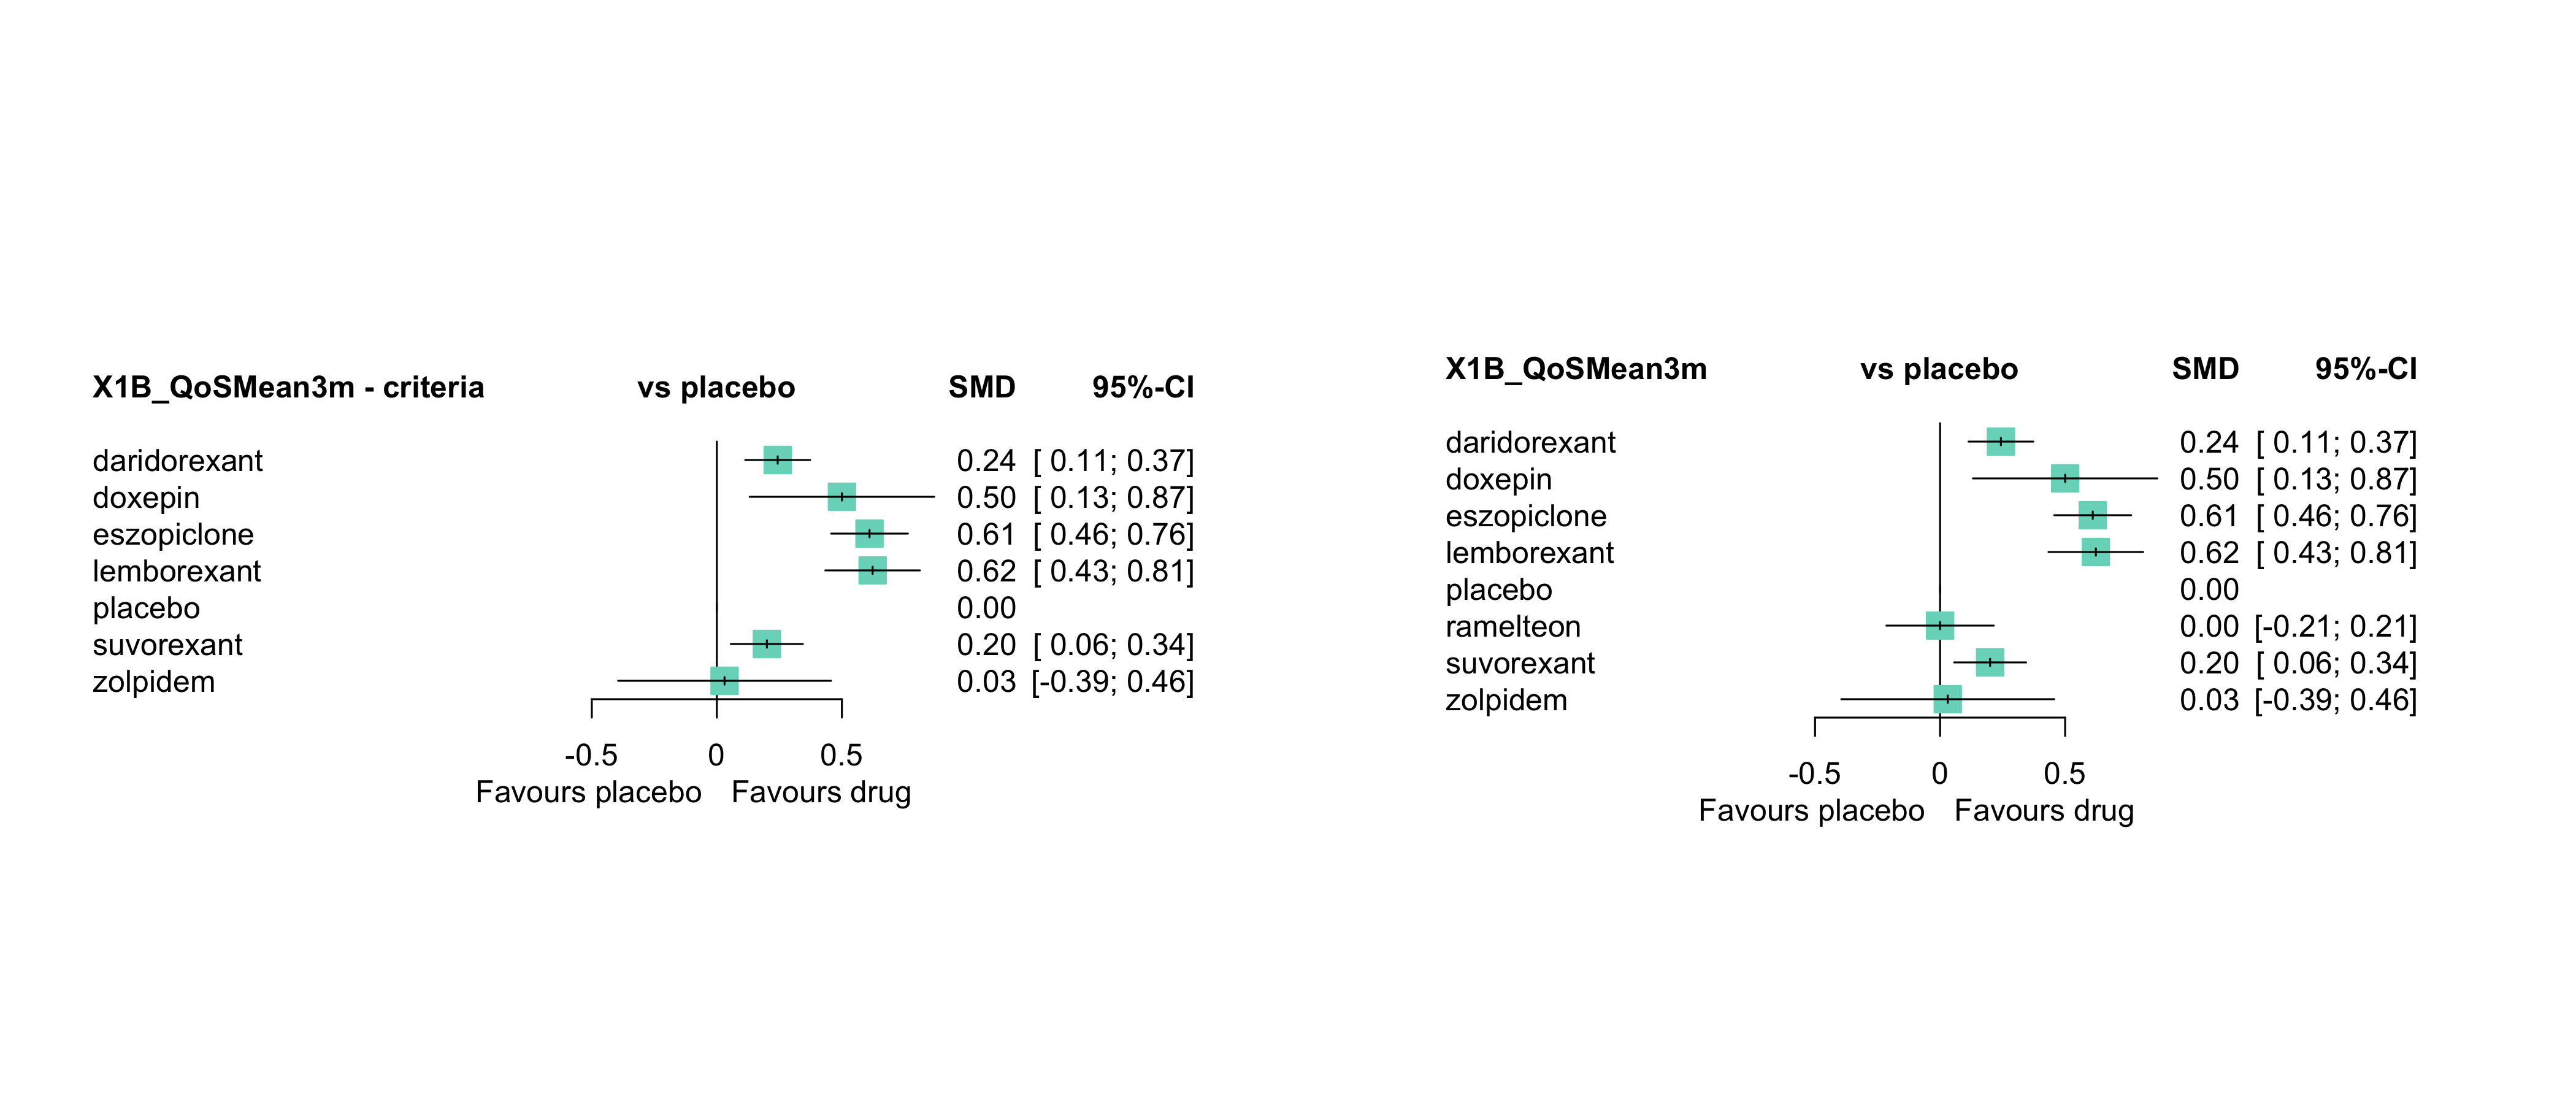 X1B_QoSMean3m - criteria vs placebo SMD 95%-CI
daridorexant 0.24 [ 0.11; 0.37]
doxepin 0.50 [ 0.13; 0.87]
eszopiclone 0.61 [ 0.46; 0.76]
lemborexant 0.62 [ 0.43; 0.81]
placebo 0.00
suvorexant 0.20 [ 0.06; 0.34]
zolpidem 0.03 [-0.39; 0.46]
-0.5 0 0.5
Favours placebo Favours drug
X1B_QoSMean3m vs placebo SMD 95%-CI
daridorexant 0.24 [ 0.11; 0.37]
doxepin 0.50 [ 0.13; 0.87]
eszopiclone 0.61 [ 0.46; 0.76]
lemborexant 0.62 [ 0.43; 0.81]
placebo 0.00
ramelteon 0.00 [-0.21; 0.21]
suvorexant 0.20 [ 0.06; 0.34]
zolpidem 0.03 [-0.39; 0.46]
-0.5 0 0.5
Favours placebo Favours drug